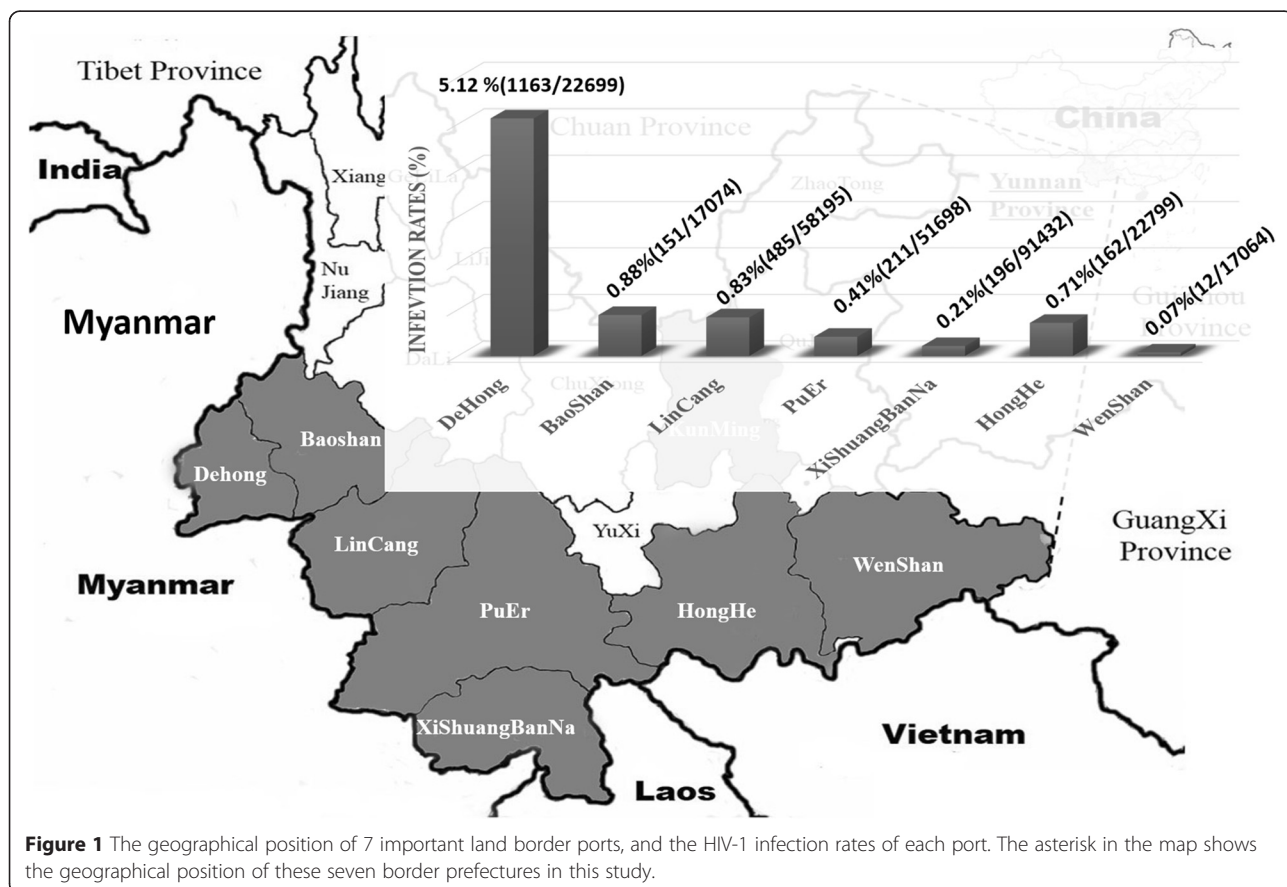 Tibet Province
India
Xiang
GeLiLa
Chuan Province
China
ZhaoTong
Yunnan
Province
Nu
Jiang
LiJi
DaLi
ChuXiong
KunMing
Myanmar
INFEVTION RATES (%)
5.12 %(1163/22699)
0.88%(151/17074)
0.83%(485/58195)
0.41%(211/51698)
0.21%(196/91432)
0.71%(162/22799)
0.07%(12/17064)
DeHong
BaoShan
LinCang
PuEr
XiShuangBanNa
HongHe
WenShan
Baoshan
Dehong
LinCang
YuXi
WenShan
GuangXi
Province
Myanmar
PuEr
HongHe
XiShuangBanNa
Vietnam
Laos
Figure 1 The geographical position of 7 important land border ports, and the HIV-1 infection rates of each port. The asterisk in the map shows
the geographical position of these seven border prefectures in this study.